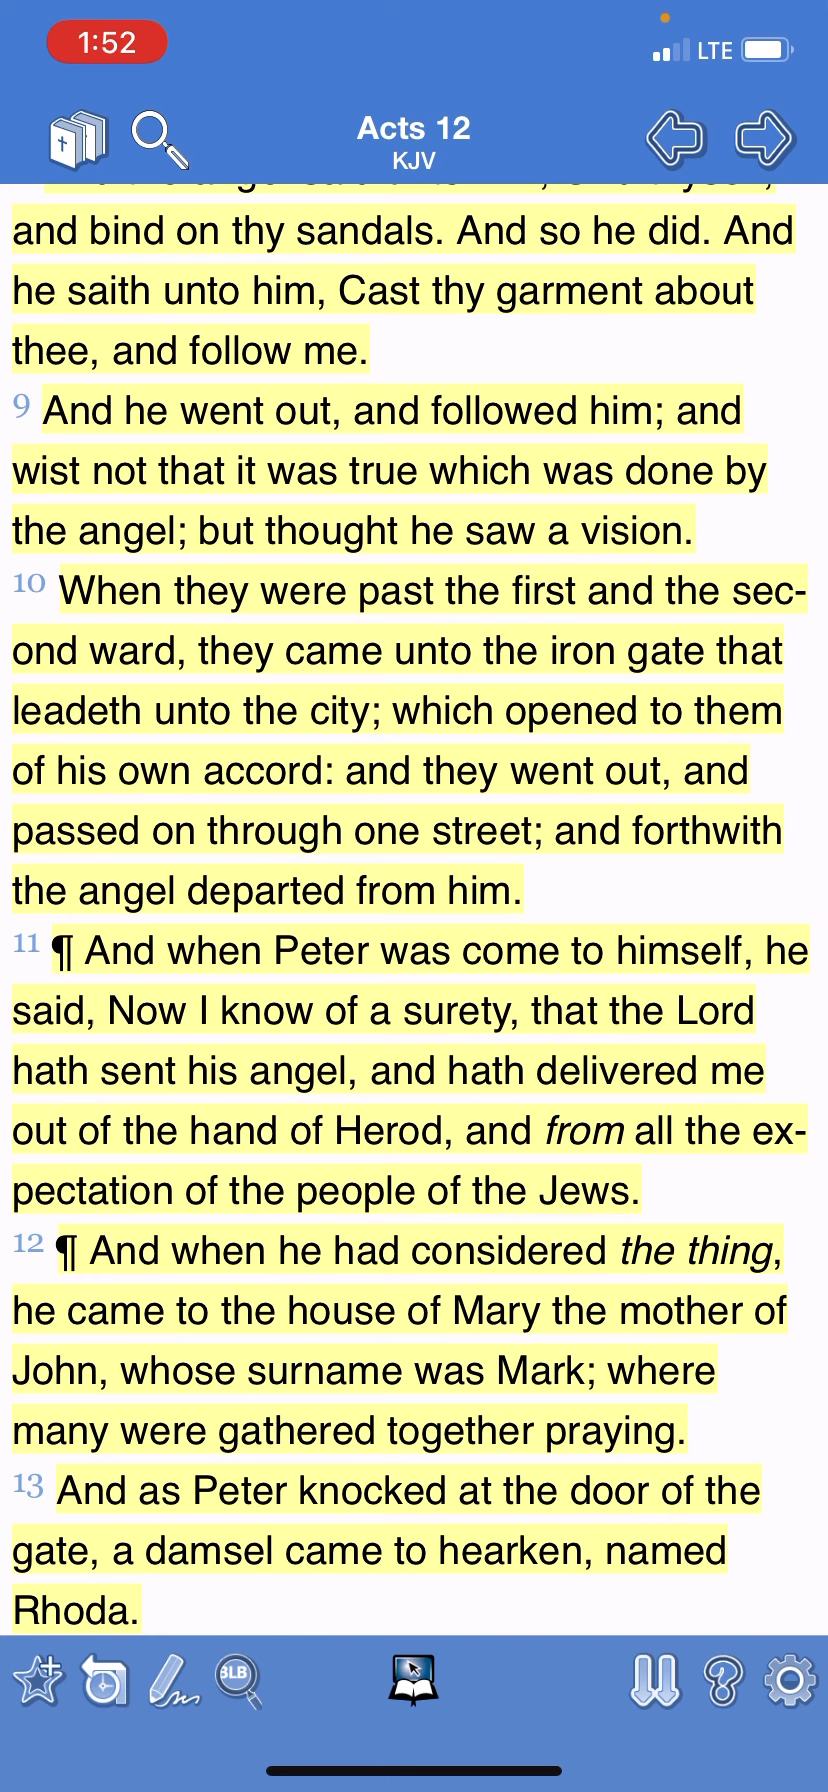 1:52
LTE
Acts 12
KJV
and bind on thy sandals. And so he did. And
he saith unto him, Cast thy garment about
thee, and follow me.
9 And he went out, and followed him; and
wist not that it was true which was done by
the angel; but thought he saw a vision.
10 When they were past the first and the sec-
ond ward, they came unto the iron gate that
leadeth unto the city; which opened to them
of his own accord: and they went out, and
passed on through one street; and forthwith
the angel departed from him.
11 ¶ And when Peter was come to himself, he
said, Now I know of a surety, that the Lord
hath sent his angel, and hath delivered me
out of the hand of Herod, and from all the ex-
pectation of the people of the Jews.
12 ¶ And when he had considered the thing,
he came to the house of Mary the mother of
John, whose surname was Mark; where
many were gathered together praying.
13 And as Peter knocked at the door of the
gate, a damsel came to hearken, named
Rhoda.
BLB